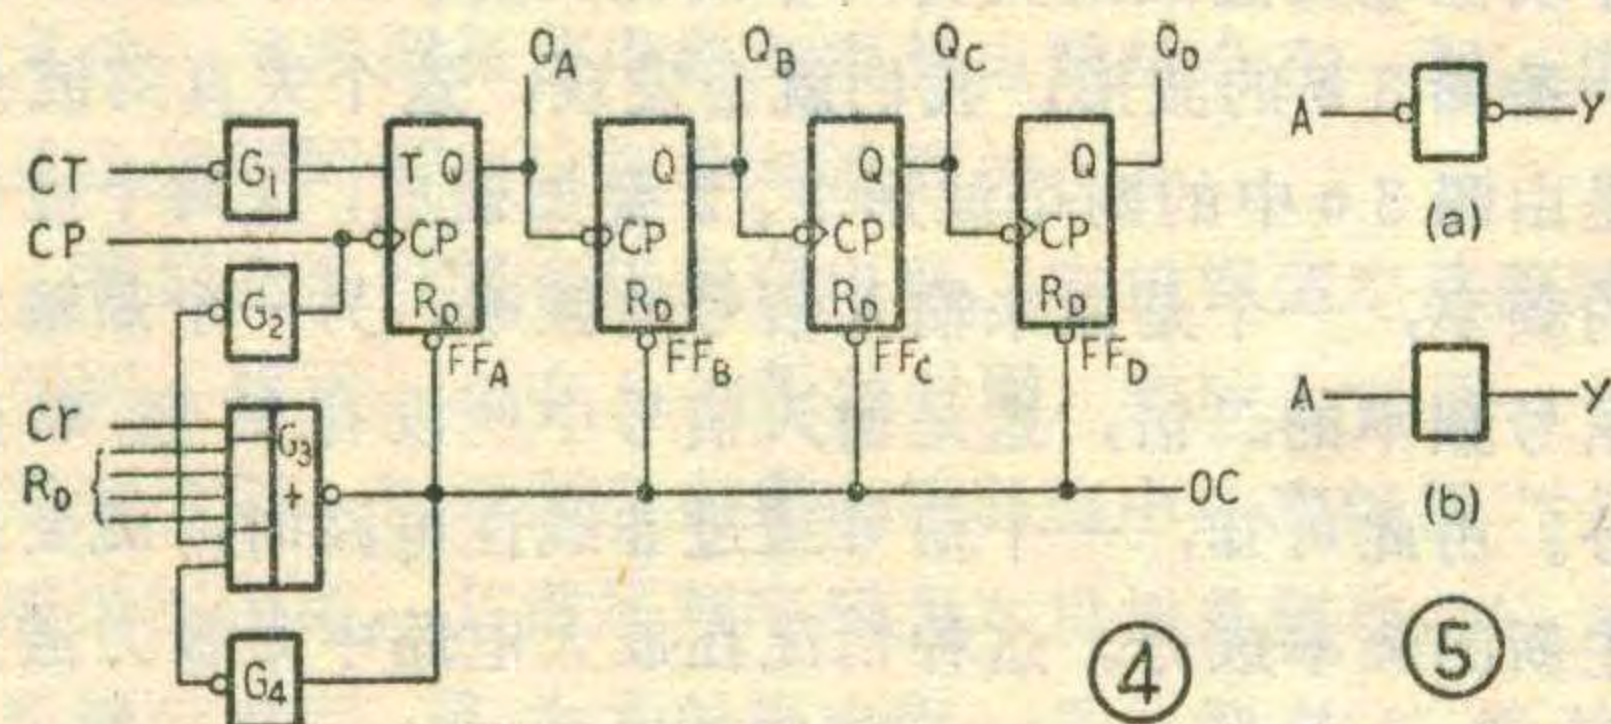 QA QB QC QD
CT G1 T Q Q Q Q A Y
CP CP CP CP CP (a)
G2 RD RD RD RD
FFA FFB FFC FFD
A Y
Cr G3
RD { + OC (b)
G4 ④ ⑤